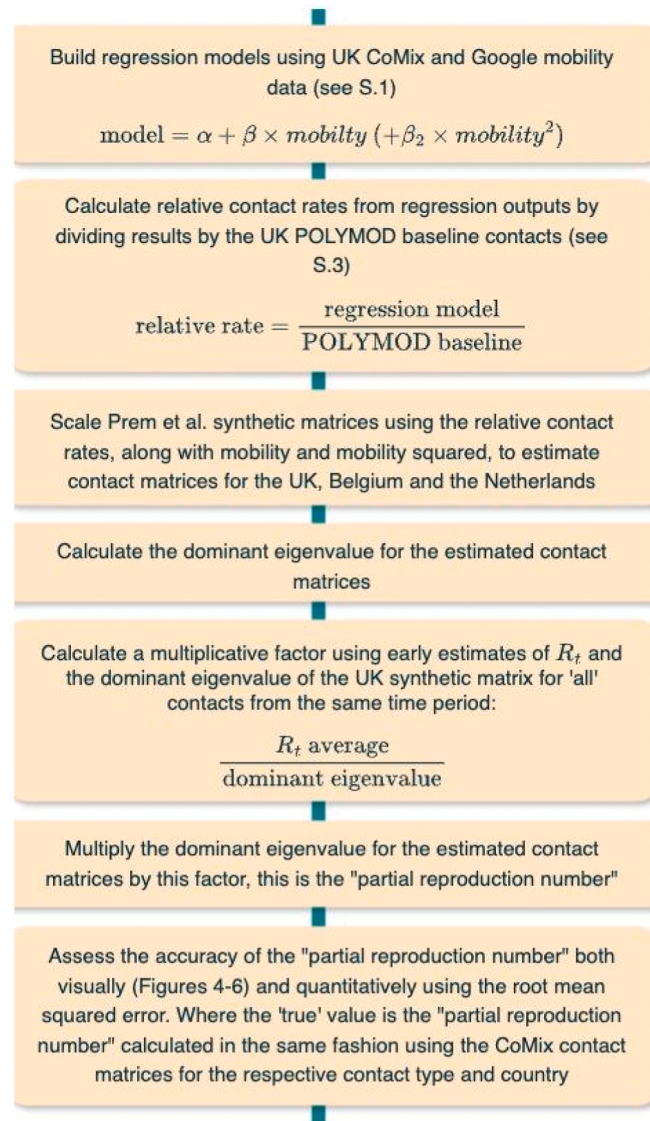 Build regression models using UK CoMix and Google mobility
data (see S.1)
model = α + β × mobilty (+β₂ × mobility²)
Calculate relative contact rates from regression outputs by
dividing results by the UK POLYMOD baseline contacts (see
S.3)
relative rate = regression model / POLYMOD baseline
Scale Prem et al. synthetic matrices using the relative contact
rates, along with mobility and mobility squared, to estimate
contact matrices for the UK, Belgium and the Netherlands
Calculate the dominant eigenvalue for the estimated contact
matrices
Calculate a multiplicative factor using early estimates of Rₜ and
the dominant eigenvalue of the UK synthetic matrix for 'all'
contacts from the same time period:
Rₜ average
dominant eigenvalue
Multiply the dominant eigenvalue for the estimated contact
matrices by this factor, this is the "partial reproduction number"
Assess the accuracy of the "partial reproduction number" both
visually (Figures 4-6) and quantitatively using the root mean
squared error. Where the 'true' value is the "partial reproduction
number" calculated in the same fashion using the CoMix contact
matrices for the respective contact type and country